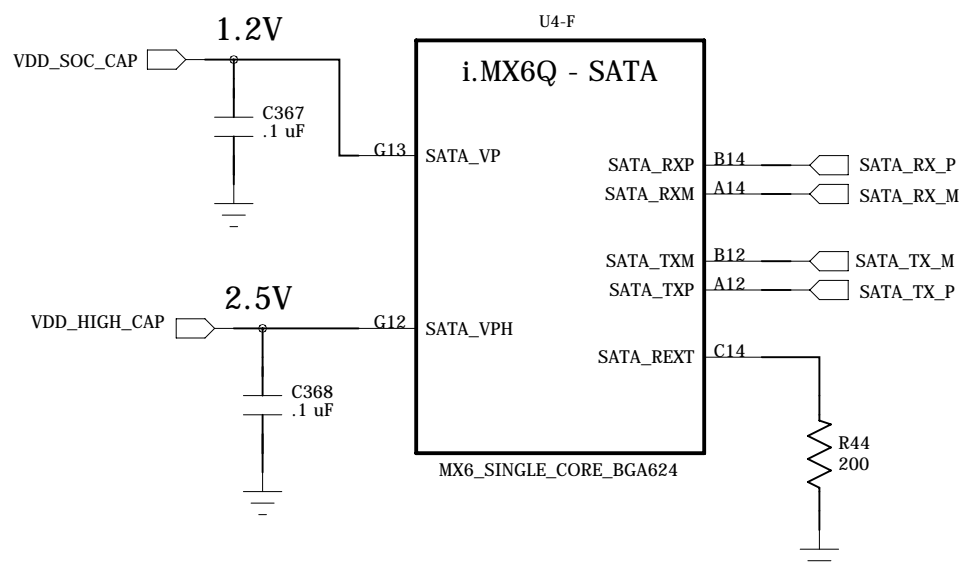 U4-F
1.2V
VDD_SOC_CAP
i.MX6Q - SATA
C367
.1 uF
G13
SATA_VP
SATA_RXP
B14
SATA_RX_P
SATA_RXM
A14
SATA_RX_M
SATA_TXM
B12
SATA_TX_M
SATA_TXP
A12
SATA_TX_P
2.5V
VDD_HIGH_CAP
G12
SATA_VPH
SATA_REXT
C14
C368
.1 uF
R44
200
MX6_SINGLE_CORE_BGA624